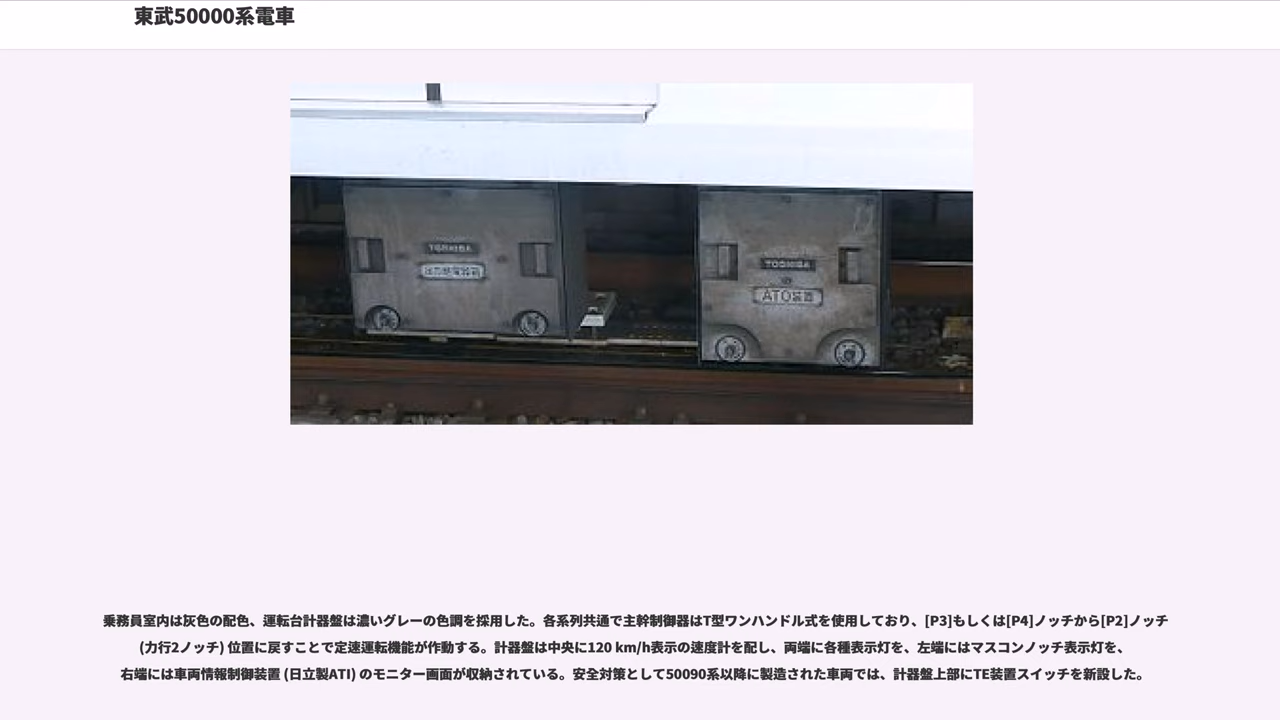 東武50000系電車
TOSHIBA
TOSHIBA
ATO装置
乗務員室内は灰色の配色、運転台計器盤は濃いグレーの色調を採用した。各系列共通で主幹制御器はT型ワンハンドル式を使用しており、[P3]もしくは[P4]ノッチから[P2]ノッチ
(力行2ノッチ) 位置に戻すことで定速運転機能が作動する。計器盤は中央に120 km/h表示の速度計を配し、両端に各種表示灯を、左端にはマスコンノッチ表示灯を、
右端には車両情報制御装置 (日立製ATI) のモニター画面が収納されている。安全対策として50090系以降に製造された車両では、計器盤上部にTE装置スイッチを新設した。